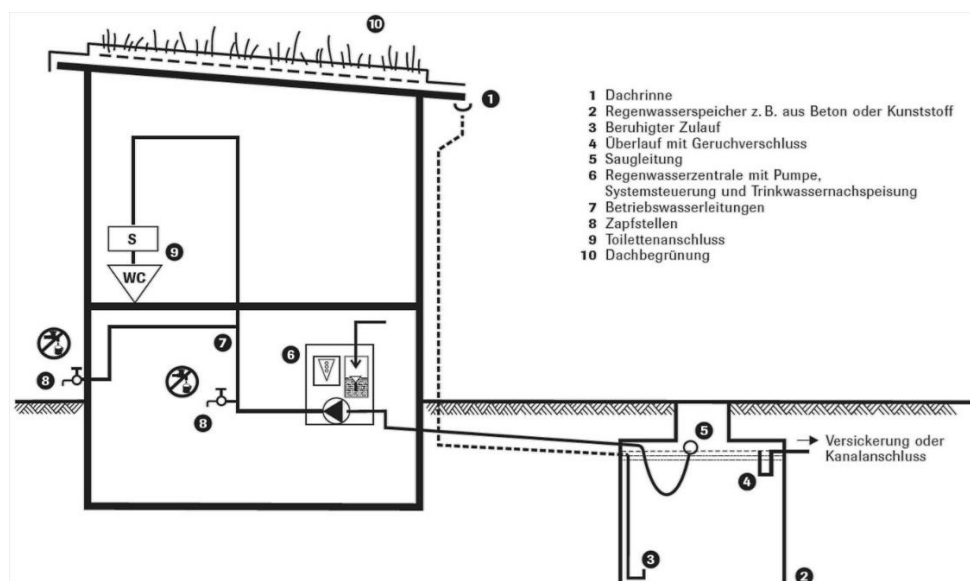 10
1
1 Dachrinne
2 Regenwasserspeicher z. B. aus Beton oder Kunststoff
3 Beruhigter Zulauf
4 Überlauf mit Geruchverschluss
5 Saugleitung
6 Regenwasserzentrale mit Pumpe,
Systemsteuerung und Trinkwassernachspeisung
7 Betriebswasserleitungen
8 Zapfstellen
9 Toilettenanschluss
10 Dachbegrünung
S
9
WC
7
6
8
8
5
Versickerung oder
Kanalanschluss
4
3
2